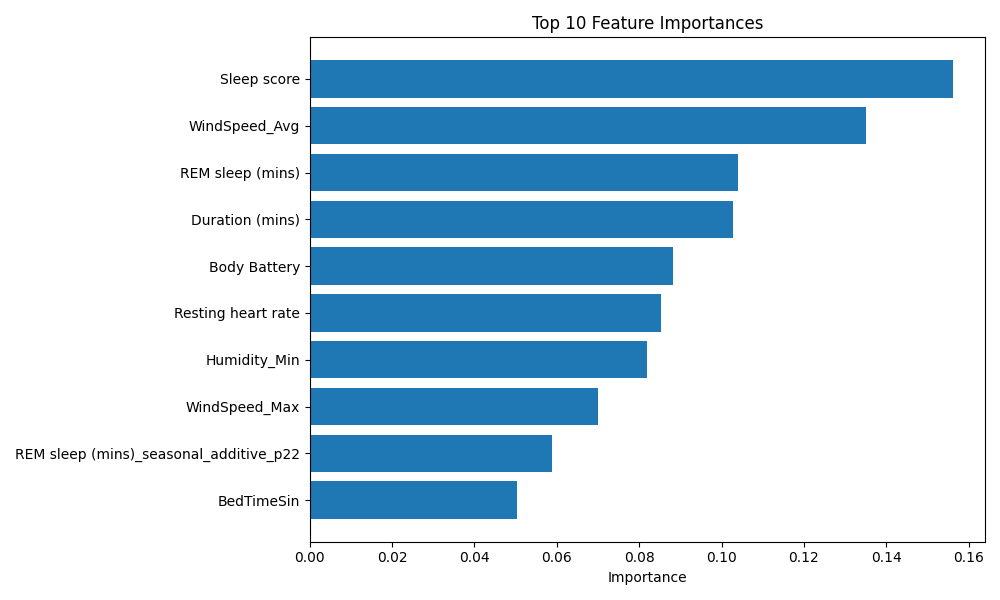 Top 10 Feature Importances
Sleep score
WindSpeed_Avg
REM sleep (mins)
Duration (mins)
Body Battery
Resting heart rate
Humidity_Min
WindSpeed_Max
REM sleep (mins)_seasonal_additive_p22
BedTimeSin
0.00 0.02 0.04 0.06 0.08 0.10 0.12 0.14 0.16
Importance